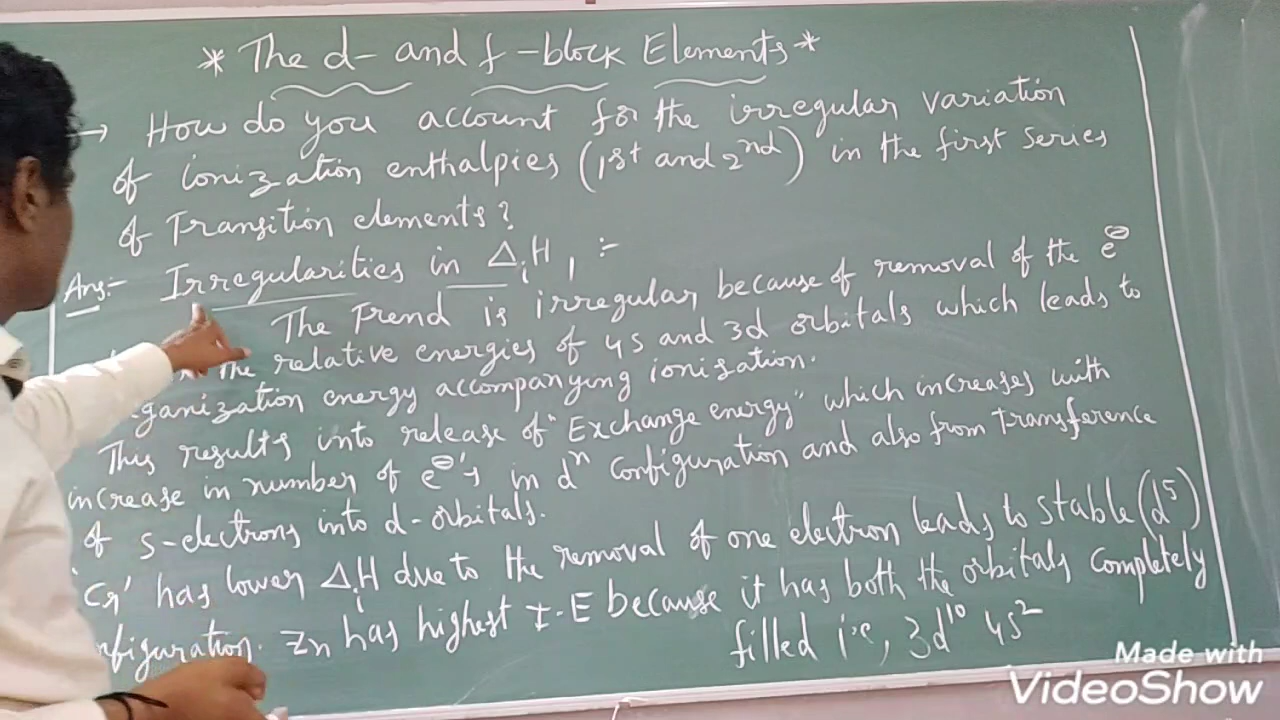 * The d- and f-block Elements *
→ How do you account for the irregular variation
of ionization enthalpies (1st and 2nd) in the first series
of Transition elements?
Ans:- Irregularities in ΔiH1 :-
The Trend is irregular because of removal of the e⊖
the relative energies of 4s and 3d orbitals which leads to
ganization energy accompanying ionisation.
This results into release of "Exchange energy" which increases with
increase in number of e⊖'s in dⁿ configuration and also from transference
of s-electrons into d-orbitals.
'Cr' has lower ΔiH due to the removal of one electron leads to stable (d⁵)
nfiguration. Zn has highest I.E because it has both the orbitals completely
filled i.e, 3d¹⁰ 4s²
Made with
VideoShow